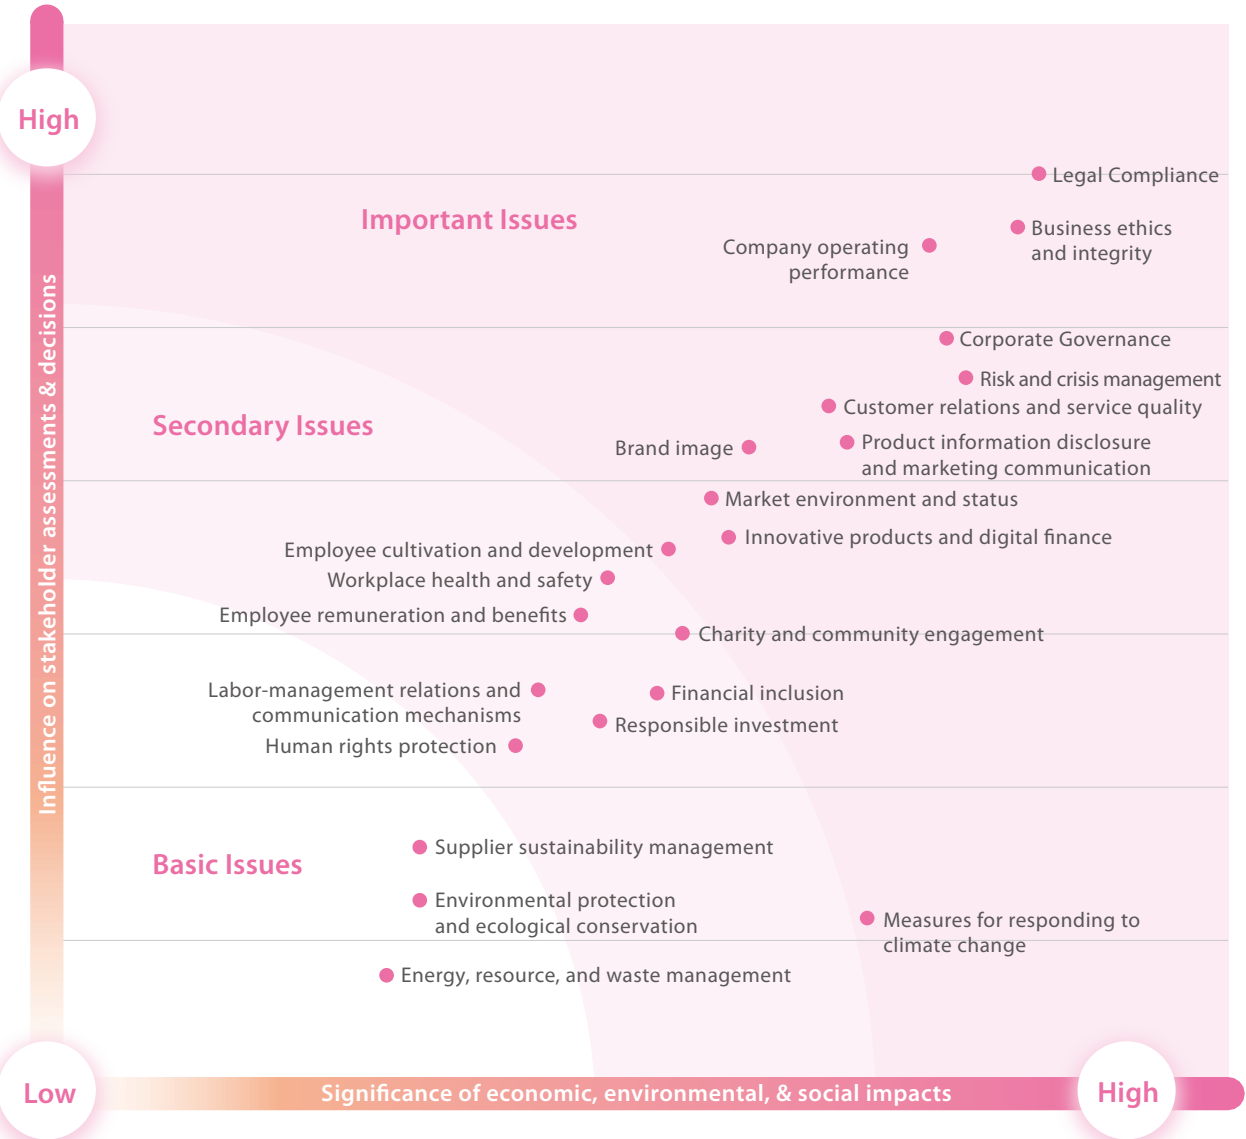 High
Legal Compliance
Important Issues
Business ethics
and integrity
Company operating
performance
Influence on stakeholder assessments & decisions
Corporate Governance
Risk and crisis management
Customer relations and service quality
Secondary Issues
Brand image
Product information disclosure
and marketing communication
Market environment and status
Innovative products and digital finance
Employee cultivation and development
Workplace health and safety
Employee remuneration and benefits
Charity and community engagement
Labor-management relations and
communication mechanisms
Financial inclusion
Responsible investment
Human rights protection
Supplier sustainability management
Basic Issues
Environmental protection
and ecological conservation
Measures for responding to
climate change
Energy, resource, and waste management
Low
Significance of economic, environmental, & social impacts
High